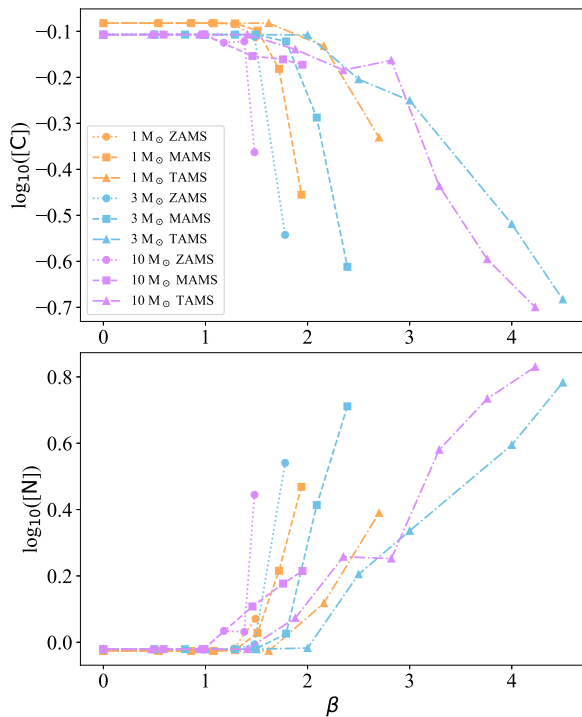 −0.1
−0.2
−0.3
−0.4
−0.5
−0.6
−0.7
log₁₀([C])
1 M⊙ ZAMS
1 M⊙ MAMS
1 M⊙ TAMS
3 M⊙ ZAMS
3 M⊙ MAMS
3 M⊙ TAMS
10 M⊙ ZAMS
10 M⊙ MAMS
10 M⊙ TAMS
0 1 2 3 4
0.8
0.6
0.4
0.2
0.0
log₁₀([N])
0 1 2 3 4
β